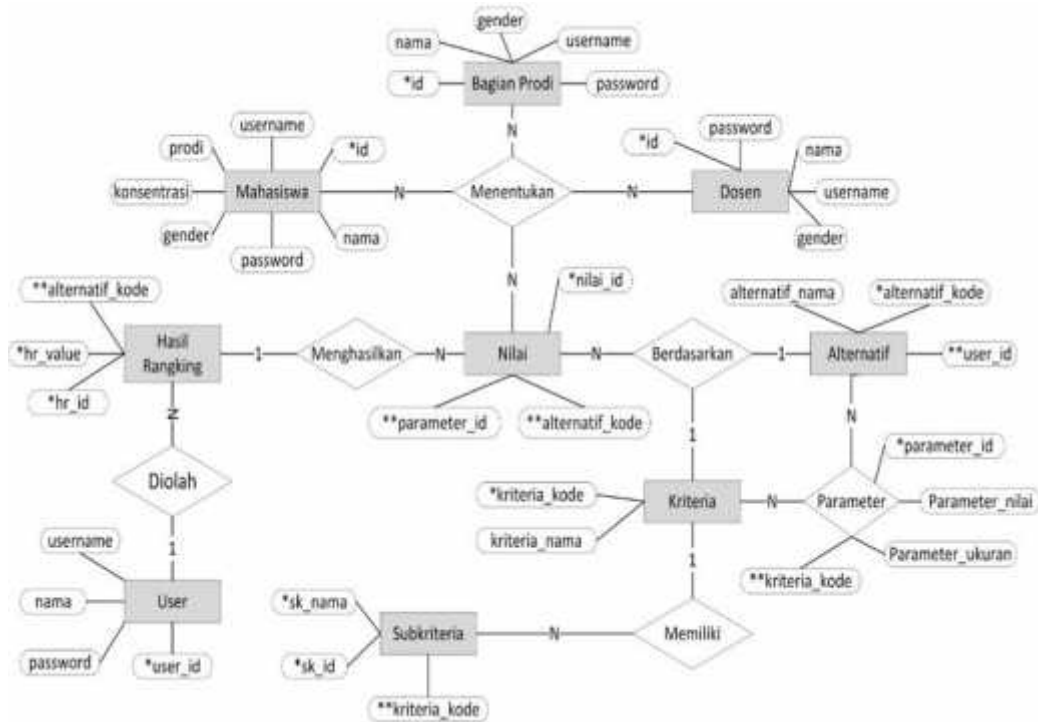 gender
nama
username
*id
Bagian Prodi
password
N
username
prodi
*id
konsentrasi
Mahasiswa
gender
nama
password
N
Menentukan
N
password
*id
nama
Dosen
username
gender
N
**alternatif_kode
*hr_value
Hasil
Rangking
*hr_id
1
Menghasilkan
N
*nilai_id
Nilai
**parameter_id
**alternatif_kode
N
Berdasarkan
1
alternatif_nama
*alternatif_kode
Alternatif
**user_id
N
Diolah
1
username
nama
User
password
*user_id
1
*kriteria_kode
Kriteria
kriteria_nama
N
N
*parameter_id
Parameter
Parameter_nilai
Parameter_ukuran
**kriteria_kode
1
Memiliki
N
*sk_nama
Subkriteria
*sk_id
**kriteria_kode